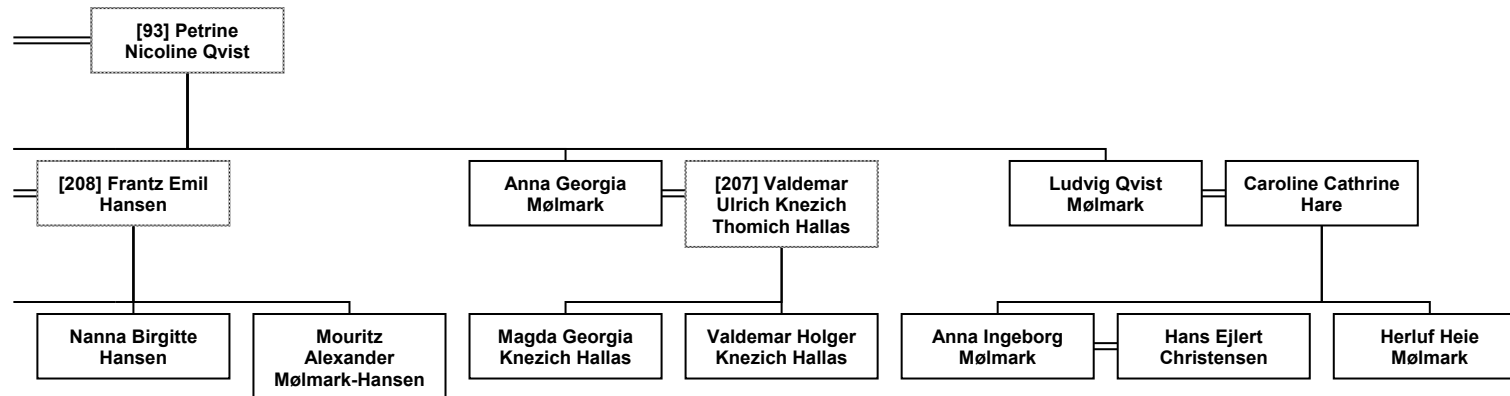 [93] Petrine
Nicoline Qvist
[208] Frantz Emil
Hansen
Anna Georgia
Mølmark
[207] Valdemar
Ulrich Knezich
Thomich Hallas
Ludvig Qvist
Mølmark
Caroline Cathrine
Hare
Nanna Birgitte
Hansen
Mouritz
Alexander
Mølmark-Hansen
Magda Georgia
Knezich Hallas
Valdemar Holger
Knezich Hallas
Anna Ingeborg
Mølmark
Hans Ejlert
Christensen
Herluf Heie
Mølmark